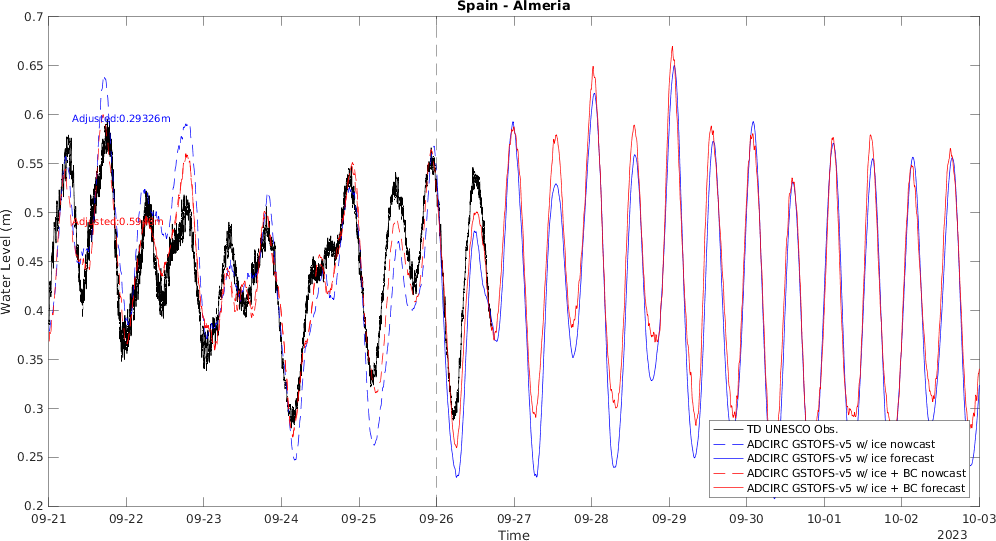 Spain - Almeria
0.7
0.65
0.6
0.55
0.5
0.45
0.4
0.35
0.3
0.25
0.2
Water Level (m)
Adjusted:0.29326m
TD UNESCO Obs.
ADCIRC GSTOFS-v5 w/ ice nowcast
ADCIRC GSTOFS-v5 w/ ice forecast
ADCIRC GSTOFS-v5 w/ ice + BC nowcast
ADCIRC GSTOFS-v5 w/ ice + BC forecast
09-21 09-22 09-23 09-24 09-25 09-26 09-27 09-28 09-29 09-30 10-01 10-02 10-03
Time
2023